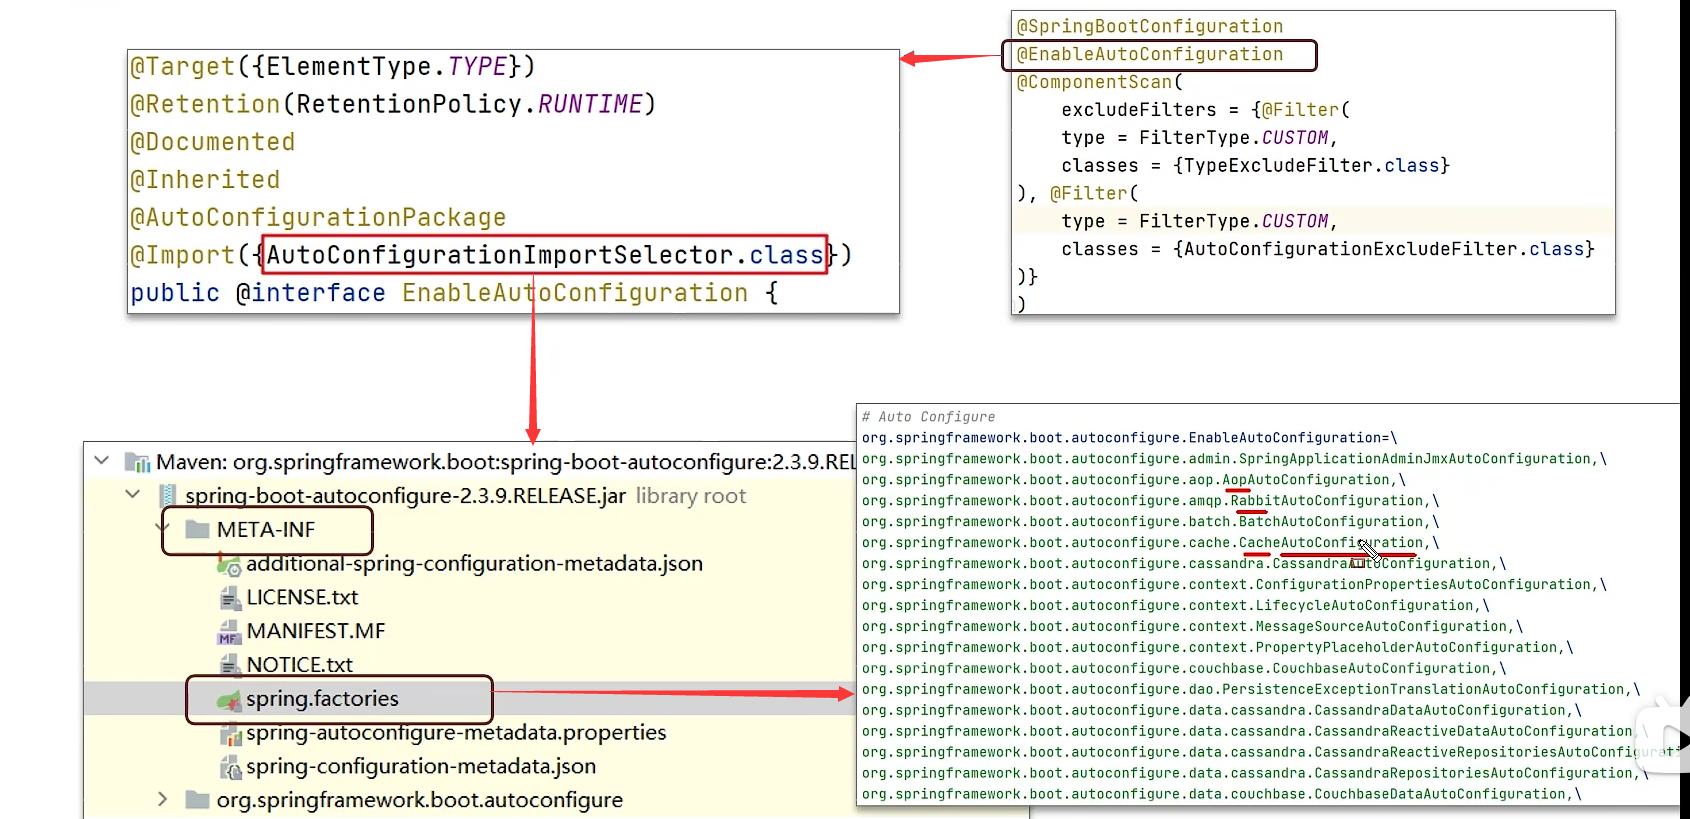 @SpringBootConfiguration
@EnableAutoConfiguration
@ComponentScan(
excludeFilters = {@Filter(
type = FilterType.CUSTOM,
classes = {TypeExcludeFilter.class}
), @Filter(
type = FilterType.CUSTOM,
classes = {AutoConfigurationExcludeFilter.class}
)}
)
@Target({ElementType.TYPE})
@Retention(RetentionPolicy.RUNTIME)
@Documented
@Inherited
@AutoConfigurationPackage
@Import({AutoConfigurationImportSelector.class})
public @interface EnableAutoConfiguration {
Maven: org.springframework.boot:spring-boot-autoconfigure:2.3.9.REL
spring-boot-autoconfigure-2.3.9.RELEASE.jar library root
META-INF
additional-spring-configuration-metadata.json
LICENSE.txt
MANIFEST.MF
NOTICE.txt
spring.factories
spring-autoconfigure-metadata.properties
spring-configuration-metadata.json
org.springframework.boot.autoconfigure
# Auto Configure
org.springframework.boot.autoconfigure.EnableAutoConfiguration=\
org.springframework.boot.autoconfigure.admin.SpringApplicationAdminJmxAutoConfiguration,\
org.springframework.boot.autoconfigure.aop.AopAutoConfiguration,\
org.springframework.boot.autoconfigure.amqp.RabbitAutoConfiguration,\
org.springframework.boot.autoconfigure.batch.BatchAutoConfiguration,\
org.springframework.boot.autoconfigure.cache.CacheAutoConfiguration,\
org.springframework.boot.autoconfigure.cassandra.CassandraAutoConfiguration,\
org.springframework.boot.autoconfigure.context.ConfigurationPropertiesAutoConfiguration,\
org.springframework.boot.autoconfigure.context.LifecycleAutoConfiguration,\
org.springframework.boot.autoconfigure.context.MessageSourceAutoConfiguration,\
org.springframework.boot.autoconfigure.context.PropertyPlaceholderAutoConfiguration,\
org.springframework.boot.autoconfigure.couchbase.CouchbaseAutoConfiguration,\
org.springframework.boot.autoconfigure.dao.PersistenceExceptionTranslationAutoConfiguration,\
org.springframework.boot.autoconfigure.data.cassandra.CassandraDataAutoConfiguration,\
org.springframework.boot.autoconfigure.data.cassandra.CassandraReactiveDataAutoConfiguration,\
org.springframework.boot.autoconfigure.data.cassandra.CassandraReactiveRepositoriesAutoConfiguration
org.springframework.boot.autoconfigure.data.cassandra.CassandraRepositoriesAutoConfiguration,\
org.springframework.boot.autoconfigure.data.couchbase.CouchbaseDataAutoConfiguration,\